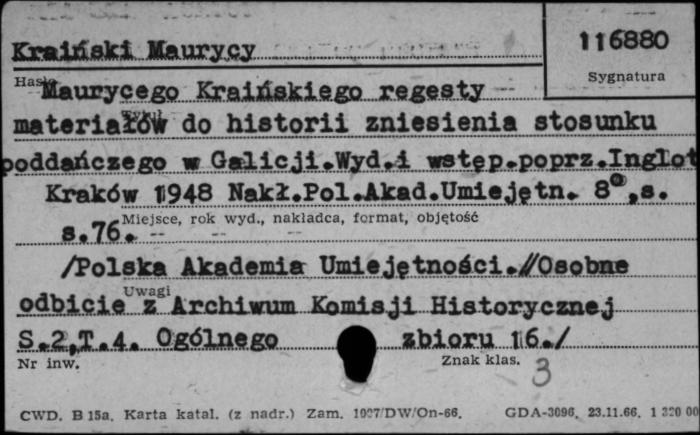 Kraiński Maurycy
116880
Sygnatura
Hasło
Maurycego Kraińskiego regesty
materiałów do historii zniesienia stosunku
poddańczego w Galicji.Wyd.i wstęp.poprz.Inglot
Kraków 1948 Nakł.Pol.Akad.Umiejętn. 8°,s.
Miejsce, rok wyd., nakładca, format, objętość
s.76.
/Polska Akademia Umiejętności.//Osobne
Uwagi
odbicie z Archiwum Komisji Historycznej
S.2,T.4. Ogólnego zbioru 16./
Nr inw.
Znak klas.
3
CWD. B 15a. Karta katal. (z nadr.) Zam. 1027/DW/On-66. GDA-3096. 23.11.66. 1 320 00